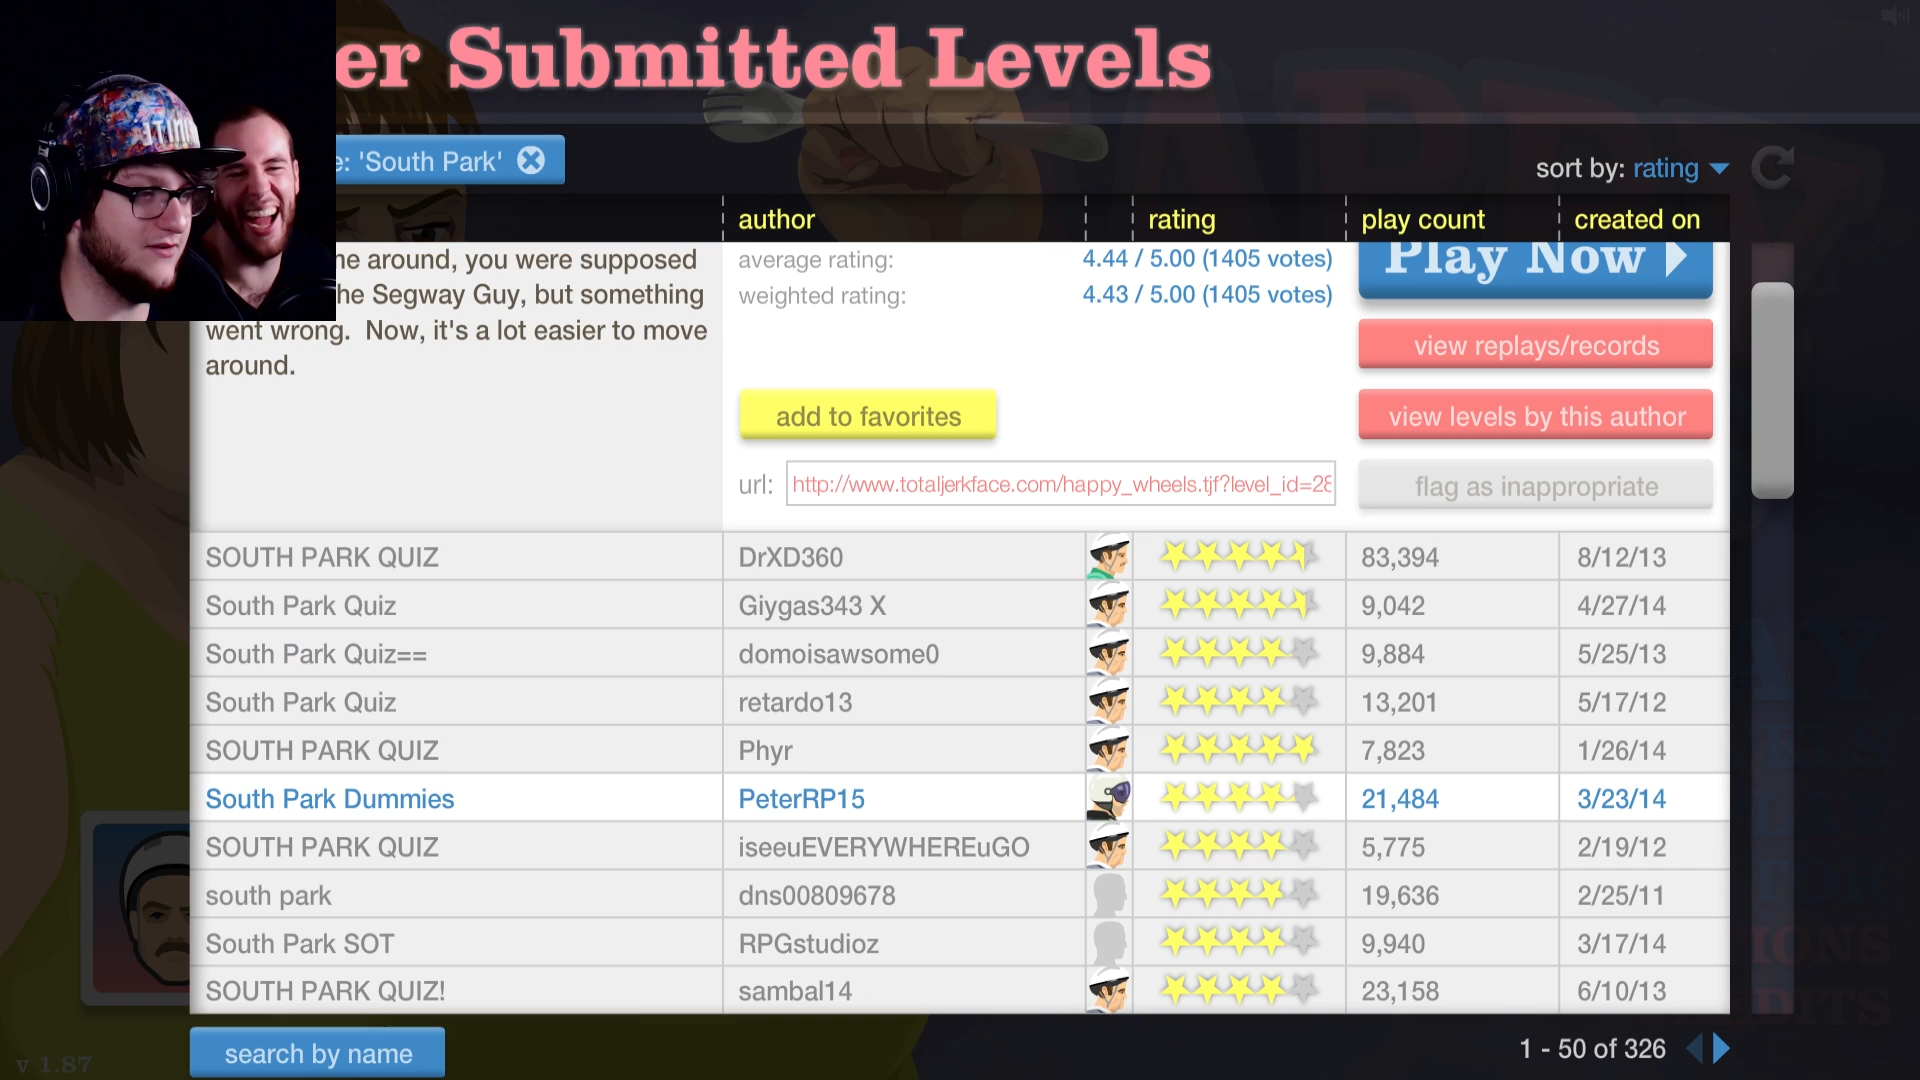 er Submitted Levels
e: 'South Park'
sort by: rating
author rating play count created on
me around, you were supposed
he Segway Guy, but something
went wrong. Now, it's a lot easier to move
around.
average rating: 4.44 / 5.00 (1405 votes)
weighted rating: 4.43 / 5.00 (1405 votes)
Play Now
view replays/records
add to favorites
view levels by this author
url: http://www.totaljerkface.com/happy_wheels.tjf?level_id=28
flag as inappropriate
SOUTH PARK QUIZ DrXD360 83,394 8/12/13
South Park Quiz Giygas343 X 9,042 4/27/14
South Park Quiz== domoisawsome0 9,884 5/25/13
South Park Quiz retardo13 13,201 5/17/12
SOUTH PARK QUIZ Phyr 7,823 1/26/14
South Park Dummies PeterRP15 21,484 3/23/14
SOUTH PARK QUIZ iseeuEVERYWHEREuGO 5,775 2/19/12
south park dns00809678 19,636 2/25/11
South Park SOT RPGstudioz 9,940 3/17/14
SOUTH PARK QUIZ! sambal14 23,158 6/10/13
search by name
1 - 50 of 326
v 1.87